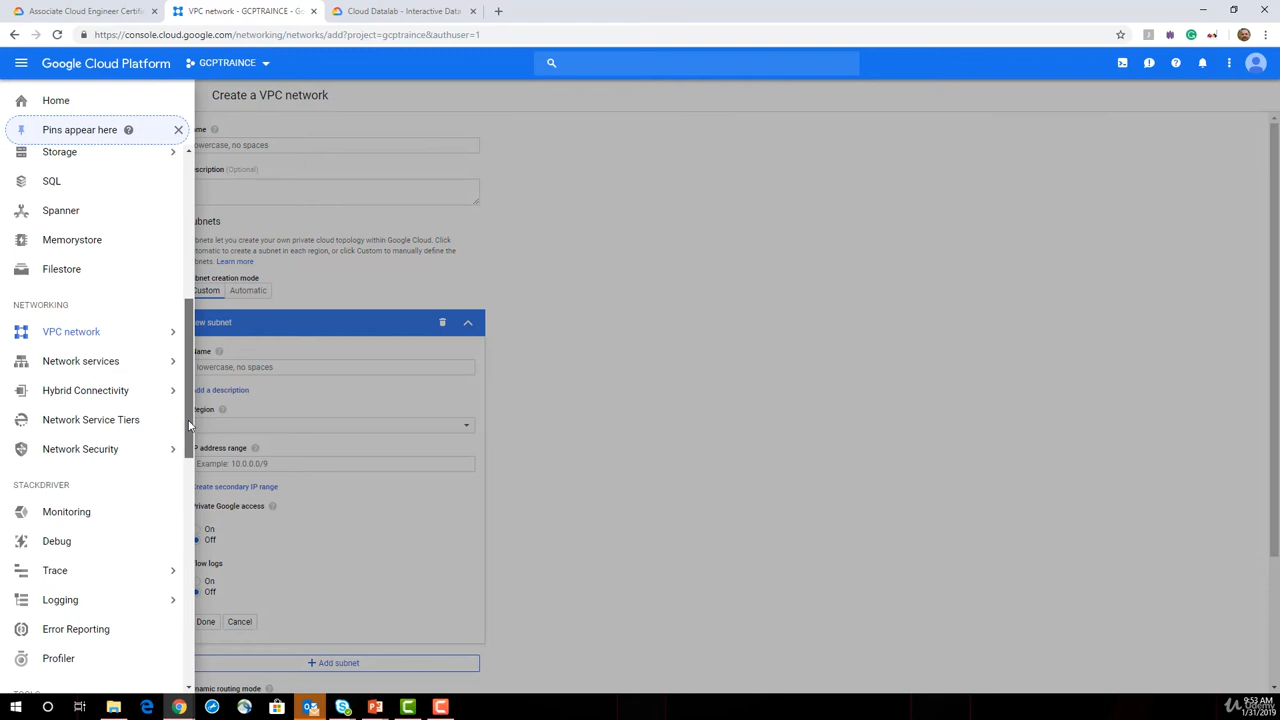 Associate Cloud Engineer Certific
VPC network - GCPTRAINCE - Go
Cloud Datalab - Interactive Data
https://console.cloud.google.com/networking/networks/add?project=gcptraince&authuser=1
Google Cloud Platform
GCPTRAINCE
Home
Pins appear here
Storage
SQL
Spanner
Memorystore
Filestore
NETWORKING
VPC network
Network services
Hybrid Connectivity
Network Service Tiers
Network Security
STACKDRIVER
Monitoring
Debug
Trace
Logging
Error Reporting
Profiler
TOOLS
Create a VPC network
ame
owercase, no spaces
scription (Optional)
ubnets
bnets let you create your own private cloud topology within Google Cloud. Click
tomatic to create a subnet in each region, or click Custom to manually define the
bnets. Learn more
bnet creation mode
Custom Automatic
ew subnet
Name
lowercase, no spaces
dd a description
Region
P address range
Example: 10.0.0.0/9
reate secondary IP range
rivate Google access
On
Off
low logs
On
Off
Done Cancel
Add subnet
namic routing mode
9:53 AM
1/31/2019
Udemy